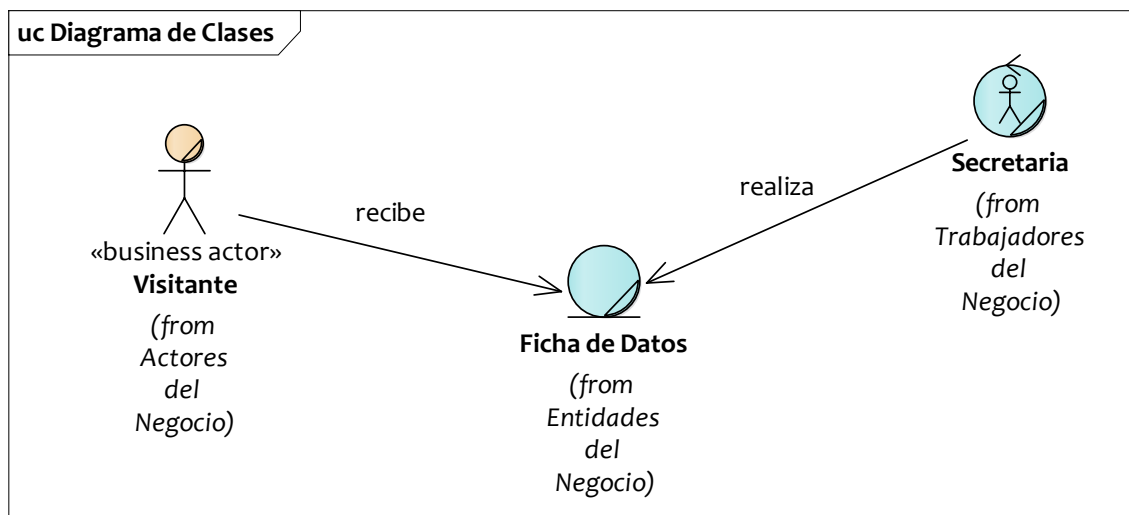 uc Diagrama de Clases
«business actor»
Visitante
(from
Actores
del
Negocio)
recibe
Ficha de Datos
(from
Entidades
del
Negocio)
realiza
Secretaria
(from
Trabajadores
del
Negocio)